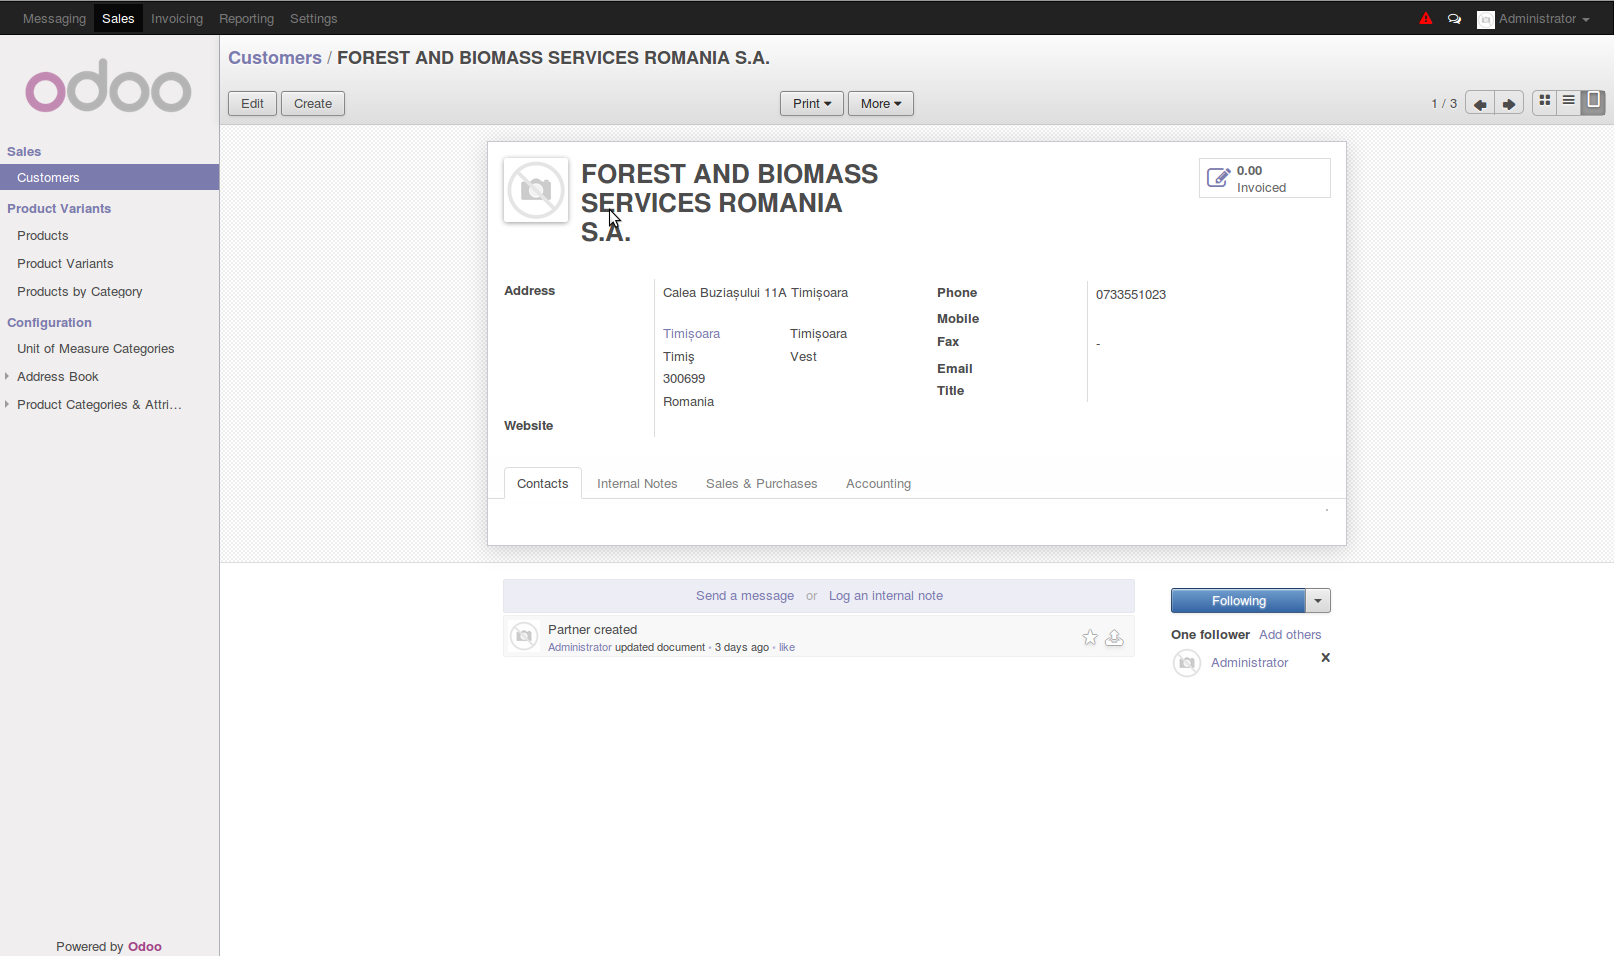 Messaging Sales Invoicing Reporting Settings Administrator
odoo
Customers / FOREST AND BIOMASS SERVICES ROMANIA S.A.
Edit Create Print More 1 / 3
Sales
Customers
Product Variants
Products
Product Variants
Products by Category
Configuration
Unit of Measure Categories
Address Book
Product Categories & Attri...
Powered by Odoo
FOREST AND BIOMASS
SERVICES ROMANIA
S.A.
0.00
Invoiced
Address
Calea Buziașului 11A Timișoara
Timișoara Timișoara
Timiş Vest
300699
Romania
Website
Phone 0733551023
Mobile
Fax -
Email
Title
Contacts Internal Notes Sales & Purchases Accounting
Send a message or Log an internal note
Partner created
Administrator updated document • 3 days ago • like
Following
One follower Add others
Administrator x